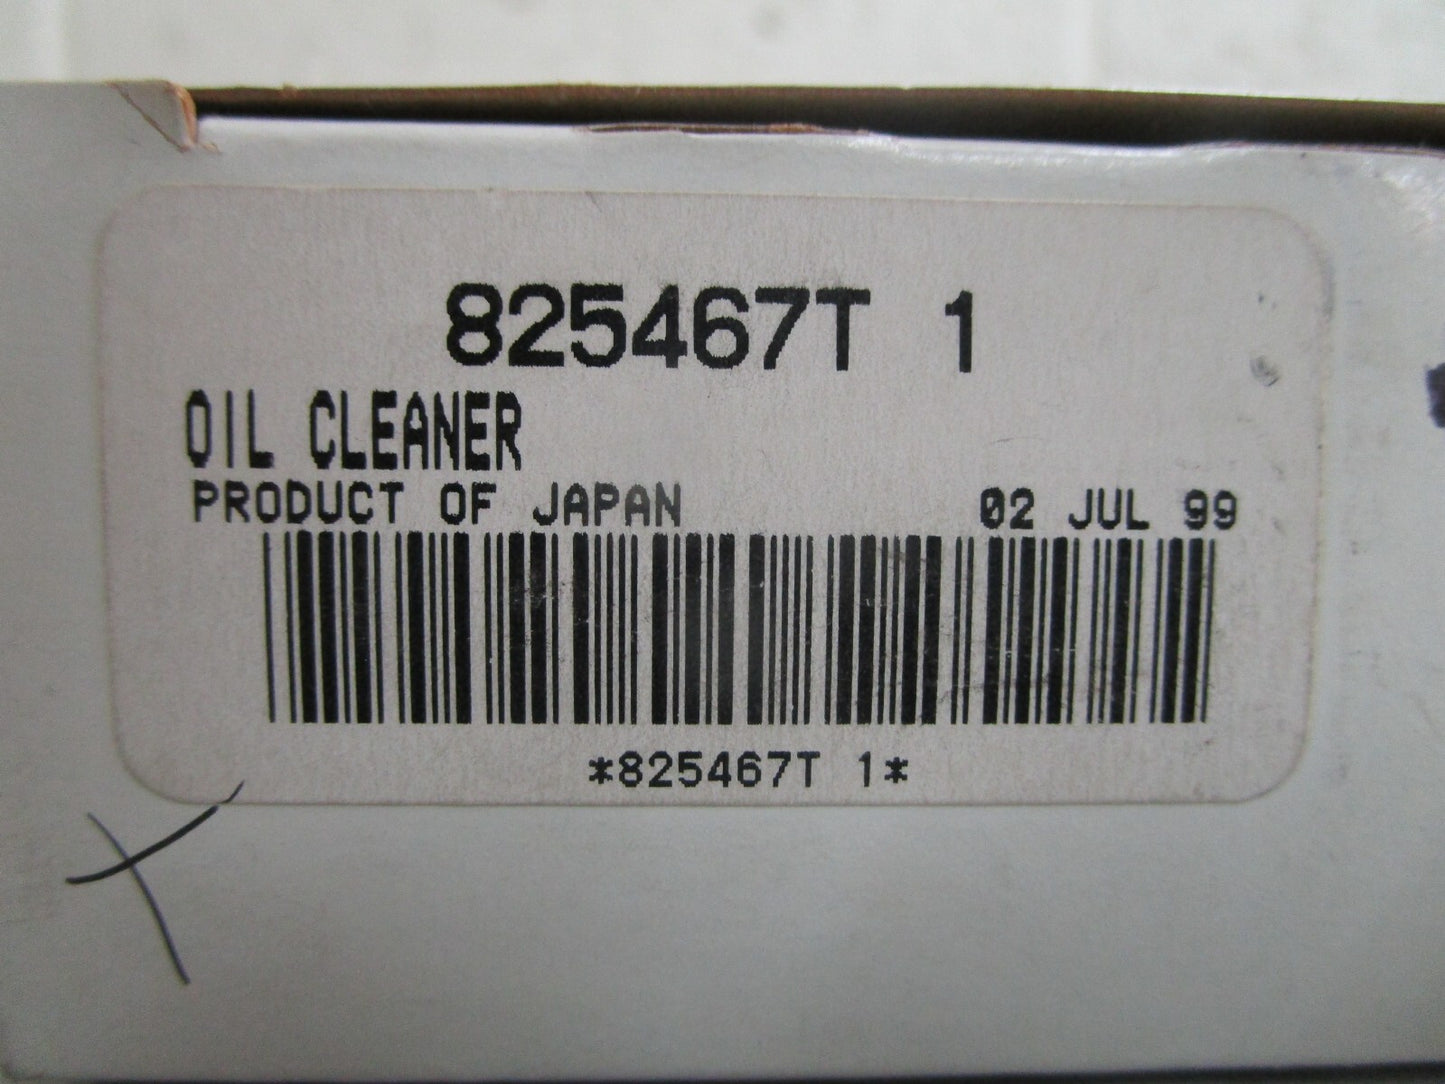 825467T 1
OIL CLEANER
PRODUCT OF JAPAN 02 JUL 99
*825467T 1*